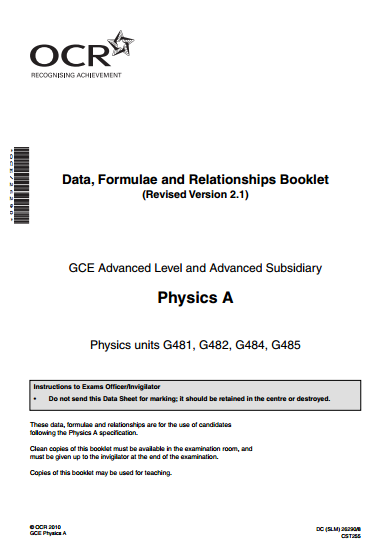 OCR
RECOGNISING ACHIEVEMENT
Data, Formulae and Relationships Booklet
(Revised Version 2.1)
GCE Advanced Level and Advanced Subsidiary
Physics A
Physics units G481, G482, G484, G485
Instructions to Exams Officer/Invigilator
• Do not send this Data Sheet for marking; it should be retained in the centre or destroyed.
These data, formulae and relationships are for the use of candidates
following the Physics A specification.
Clean copies of this booklet must be available in the examination room, and
must be given up to the invigilator at the end of the examination.
Copies of this booklet may be used for teaching.
© OCR 2010
GCE Physics A
DC (SLM) 26290/8
CST255